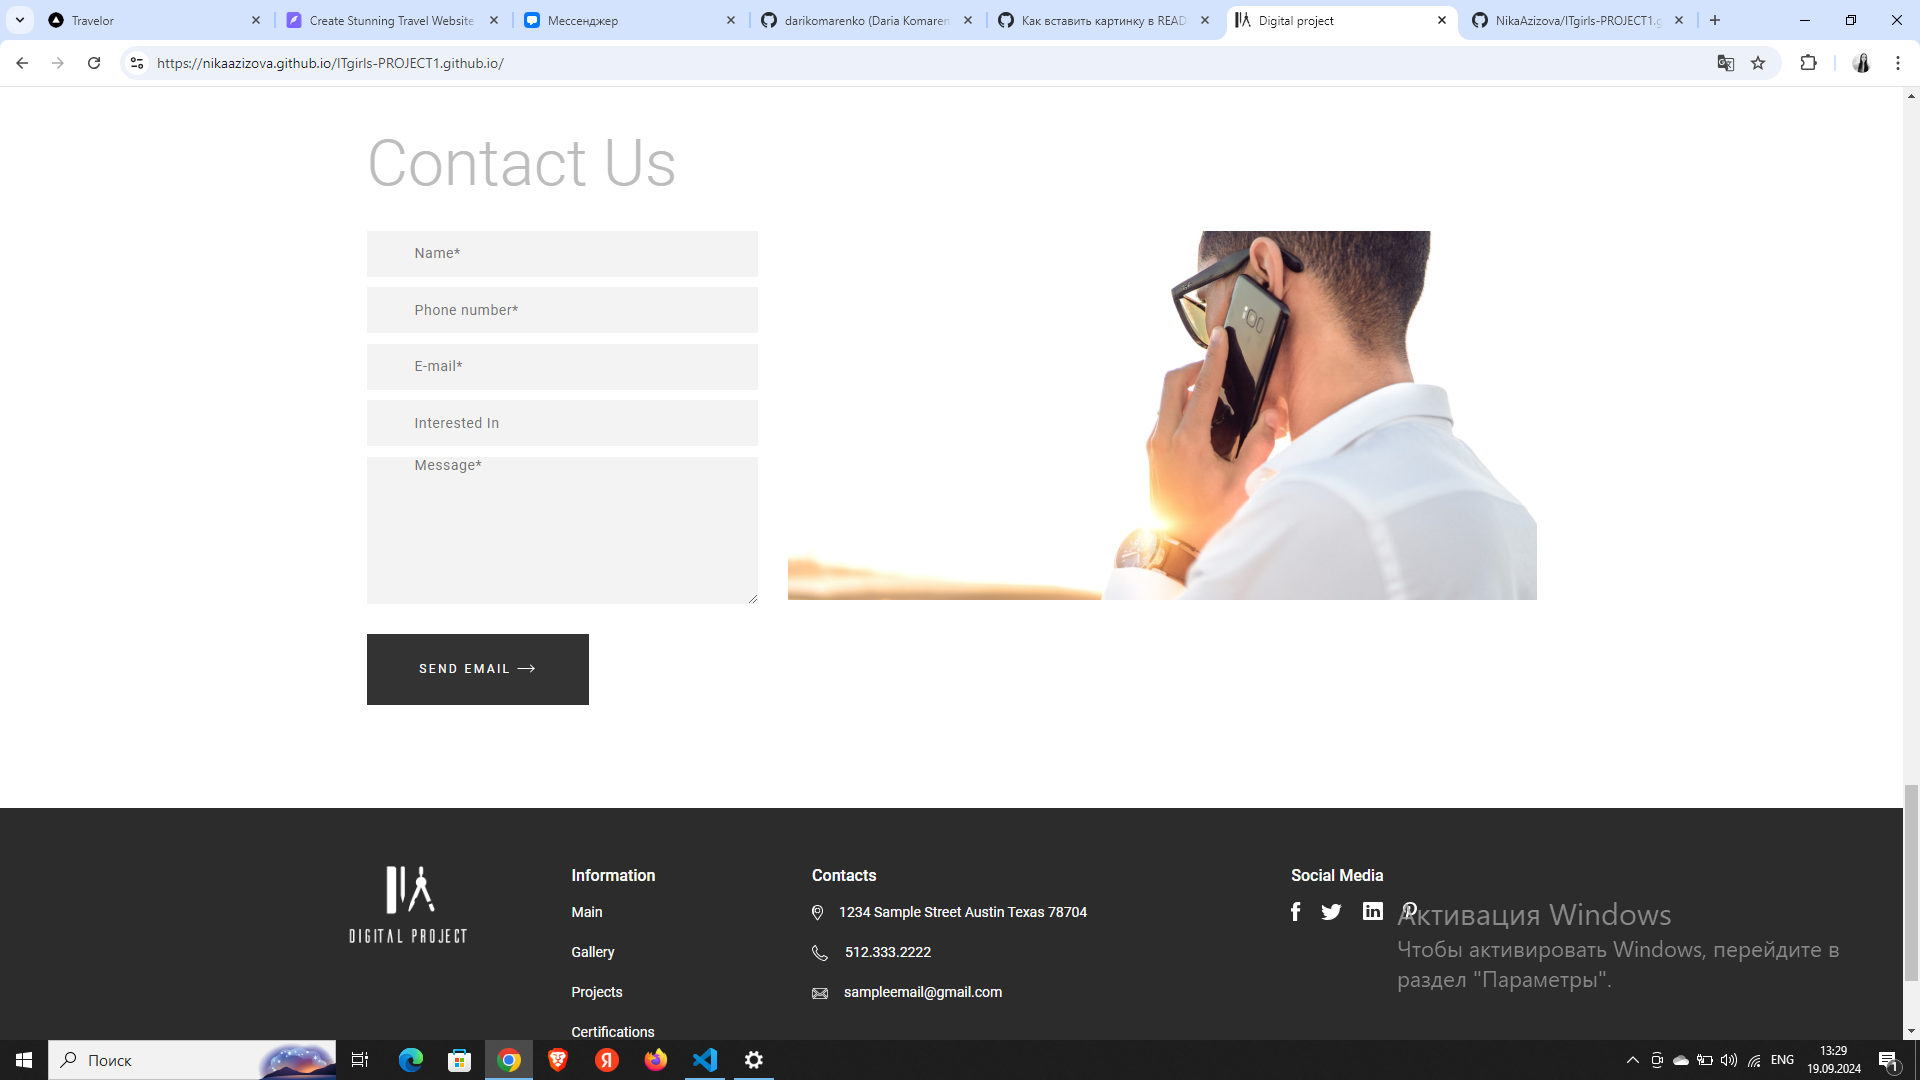 Travelor
Create Stunning Travel Website
Мессенджер
darikomarenko (Daria Komaren
Как вставить картинку в READ
Digital project
NikaAzizova/ITgirls-PROJECT1.g
https://nikaazizova.github.io/ITgirls-PROJECT1.github.io/
Contact Us
Name*
Phone number*
E-mail*
Interested In
Message*
SEND EMAIL
DIGITAL PROJECT
Information
Main
Gallery
Projects
Certifications
Contacts
1234 Sample Street Austin Texas 78704
512.333.2222
sampleemail@gmail.com
Social Media
Активация Windows
Чтобы активировать Windows, перейдите в
раздел "Параметры".
Поиск
ENG
13:29
19.09.2024
1